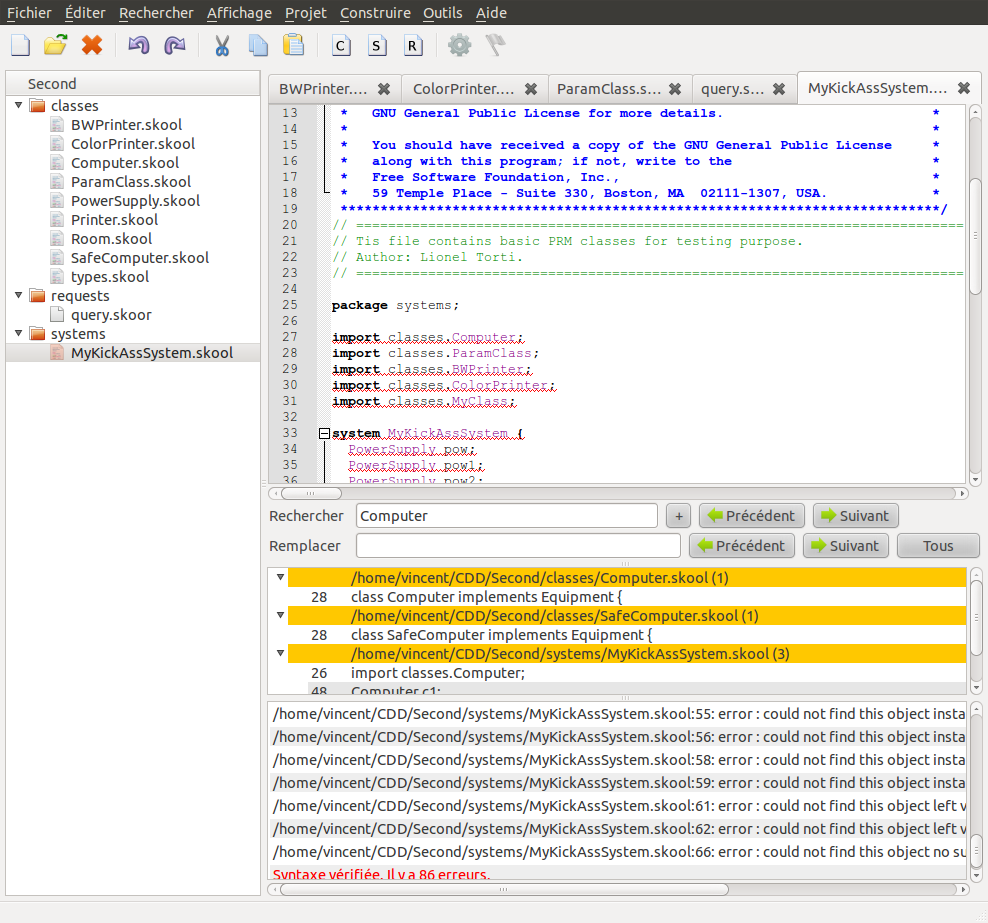 Fichier Éditer Rechercher Affichage Projet Construire Outils Aide
C S R
Second
classes
BWPrinter.skool
ColorPrinter.skool
Computer.skool
ParamClass.skool
PowerSupply.skool
Printer.skool
Room.skool
SafeComputer.skool
types.skool
requests
query.skoor
systems
MyKickAssSystem.skool
BWPrinter.... ColorPrinter.... ParamClass.s... query.s... MyKickAssSystem....
13 * GNU General Public License for more details. *
14 * *
15 * You should have received a copy of the GNU General Public License *
16 * along with this program; if not, write to the *
17 * Free Software Foundation, Inc., *
18 * 59 Temple Place - Suite 330, Boston, MA 02111-1307, USA. *
19 ***************************************************************************/
20 // ============================================================================
21 // Tis file contains basic PRM classes for testing purpose.
22 // Author: Lionel Torti.
23 // ============================================================================
24
25 package systems;
26
27 import classes.Computer;
28 import classes.ParamClass;
29 import classes.BWPrinter;
30 import classes.ColorPrinter;
31 import classes.MyClass;
32
33 system MyKickAssSystem {
34 PowerSupply pow;
35 PowerSupply pow1;
36 PowerSupply pow2;
Rechercher Computer + Précédent Suivant
Remplacer Précédent Suivant Tous
/home/vincent/CDD/Second/classes/Computer.skool (1)
28 class Computer implements Equipment {
/home/vincent/CDD/Second/classes/SafeComputer.skool (1)
28 class SafeComputer implements Equipment {
/home/vincent/CDD/Second/systems/MyKickAssSystem.skool (3)
26 import classes.Computer;
48 Computer c1;
/home/vincent/CDD/Second/systems/MyKickAssSystem.skool:55: error : could not find this object insta
/home/vincent/CDD/Second/systems/MyKickAssSystem.skool:56: error : could not find this object insta
/home/vincent/CDD/Second/systems/MyKickAssSystem.skool:58: error : could not find this object insta
/home/vincent/CDD/Second/systems/MyKickAssSystem.skool:59: error : could not find this object insta
/home/vincent/CDD/Second/systems/MyKickAssSystem.skool:61: error : could not find this object left v
/home/vincent/CDD/Second/systems/MyKickAssSystem.skool:62: error : could not find this object left v
/home/vincent/CDD/Second/systems/MyKickAssSystem.skool:66: error : could not find this object no su
Syntaxe vérifiée. Il y a 86 erreurs.